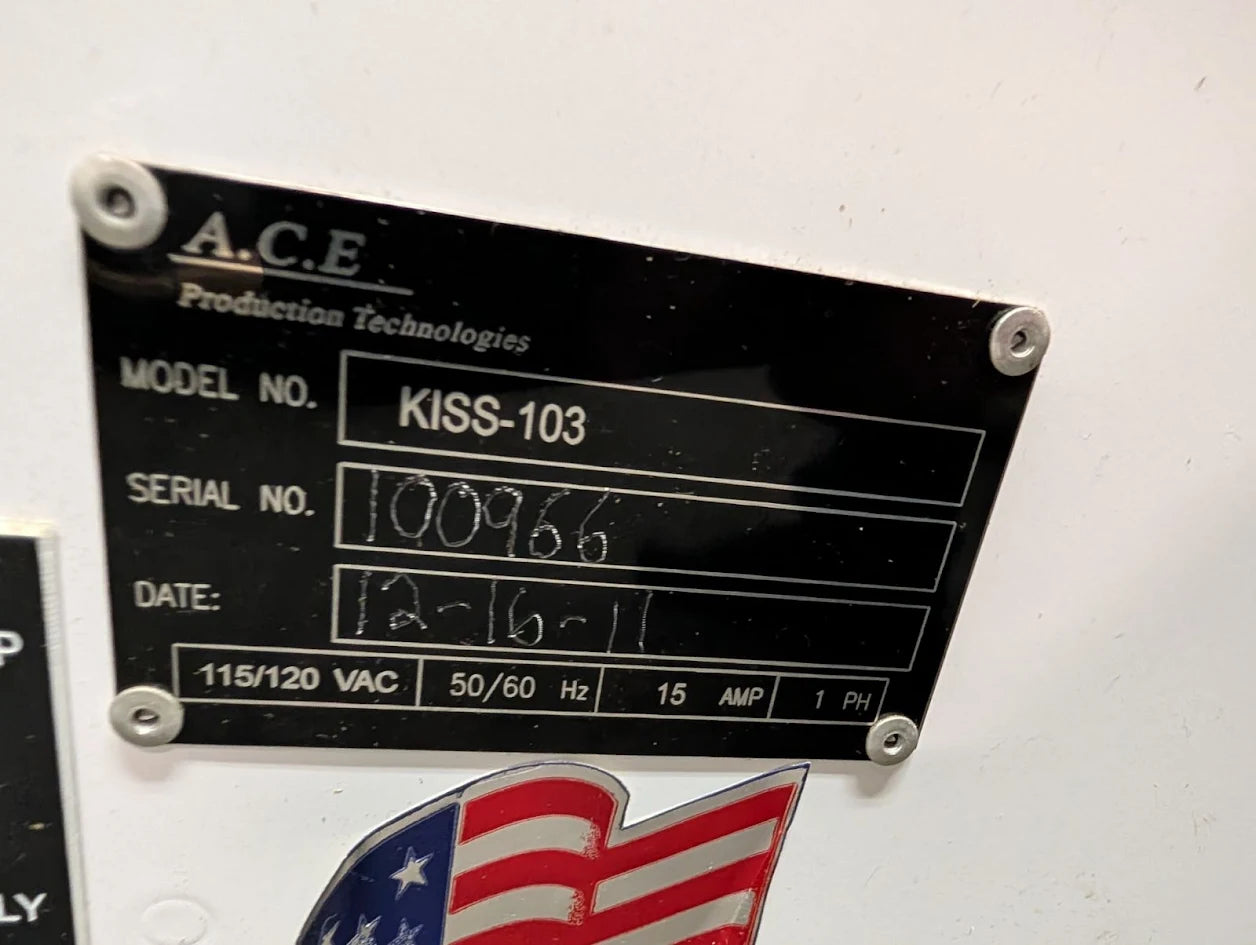 A.C.E
Production Technologies
MODEL NO. KISS-103
SERIAL NO. 100966
DATE: 12-16-11
115/120 VAC 50/60 Hz 15 AMP 1 PH
P
LY